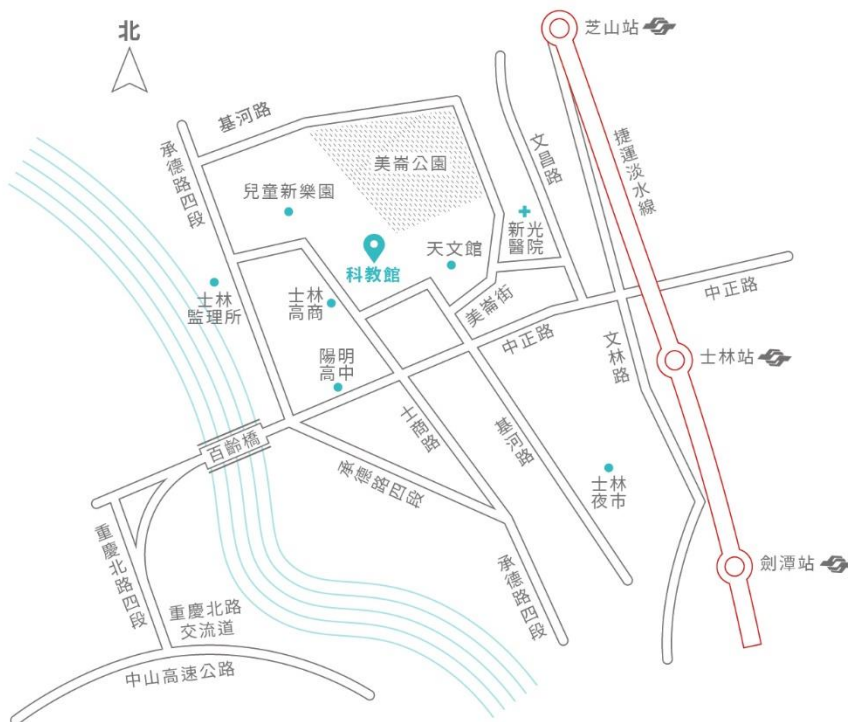 北
芝山站
基河路
承德路四段
文昌路
捷運淡水線
美崙公園
兒童新樂園
新光
醫院
天文館
科教館
士林
監理所
士林
高商
美崙街
中正路
中正路
陽明
高中
文林路
士林站
百齡橋
士商路
基河路
承德路四段
士林
夜市
重慶北路四段
承德路四段
劍潭站
重慶北路
交流道
中山高速公路